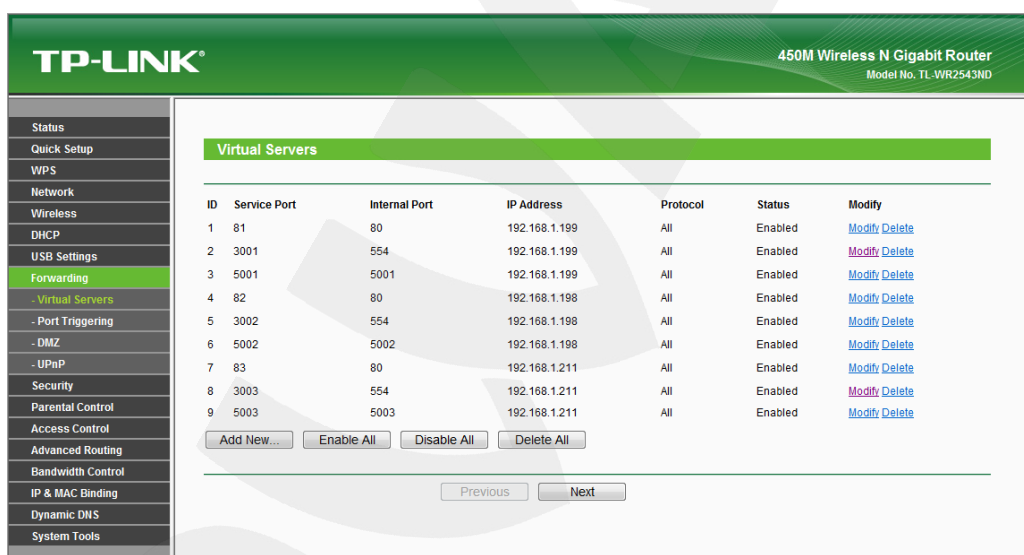 TP-LINK®
450M Wireless N Gigabit Router
Model No. TL-WR2543ND
Status
Quick Setup
WPS
Network
Wireless
DHCP
USB Settings
Forwarding
- Virtual Servers
- Port Triggering
- DMZ
- UPnP
Security
Parental Control
Access Control
Advanced Routing
Bandwidth Control
IP & MAC Binding
Dynamic DNS
System Tools
Virtual Servers
ID Service Port Internal Port IP Address Protocol Status Modify
1 81 80 192.168.1.199 All Enabled Modify Delete
2 3001 554 192.168.1.199 All Enabled Modify Delete
3 5001 5001 192.168.1.199 All Enabled Modify Delete
4 82 80 192.168.1.198 All Enabled Modify Delete
5 3002 554 192.168.1.198 All Enabled Modify Delete
6 5002 5002 192.168.1.198 All Enabled Modify Delete
7 83 80 192.168.1.211 All Enabled Modify Delete
8 3003 554 192.168.1.211 All Enabled Modify Delete
9 5003 5003 192.168.1.211 All Enabled Modify Delete
Add New... Enable All Disable All Delete All
Previous Next